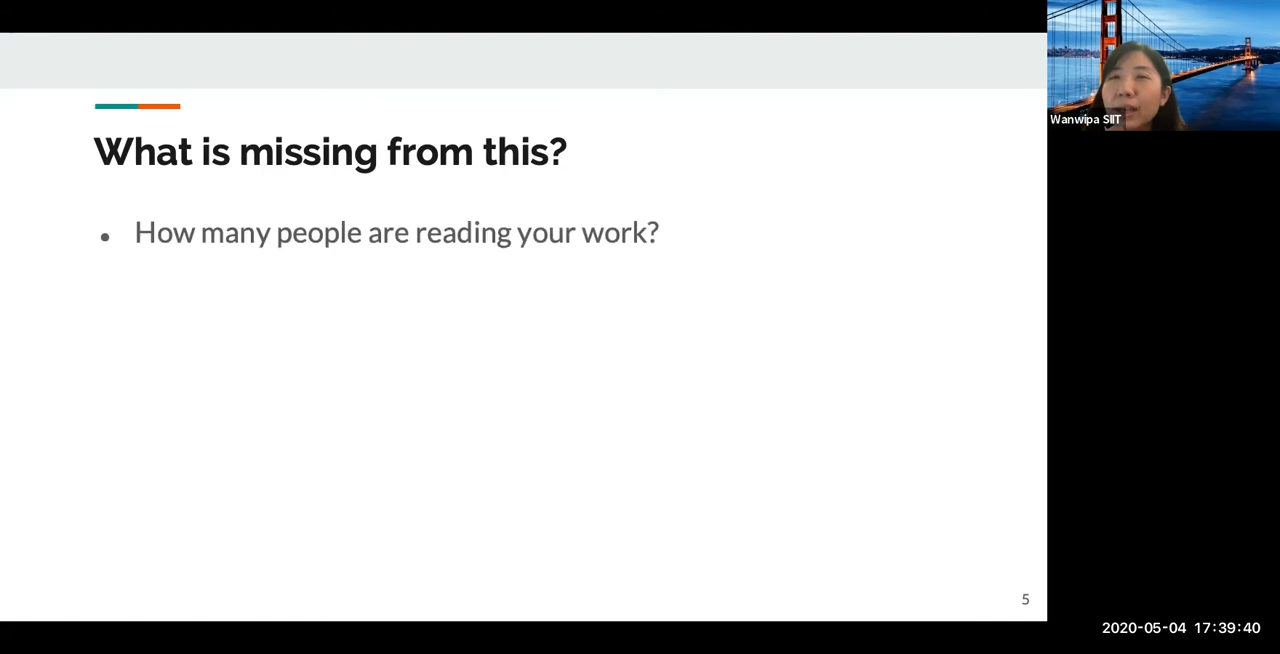 What is missing from this?
• How many people are reading your work?
5
Wanwipa SIIT
2020-05-04 17:39:40